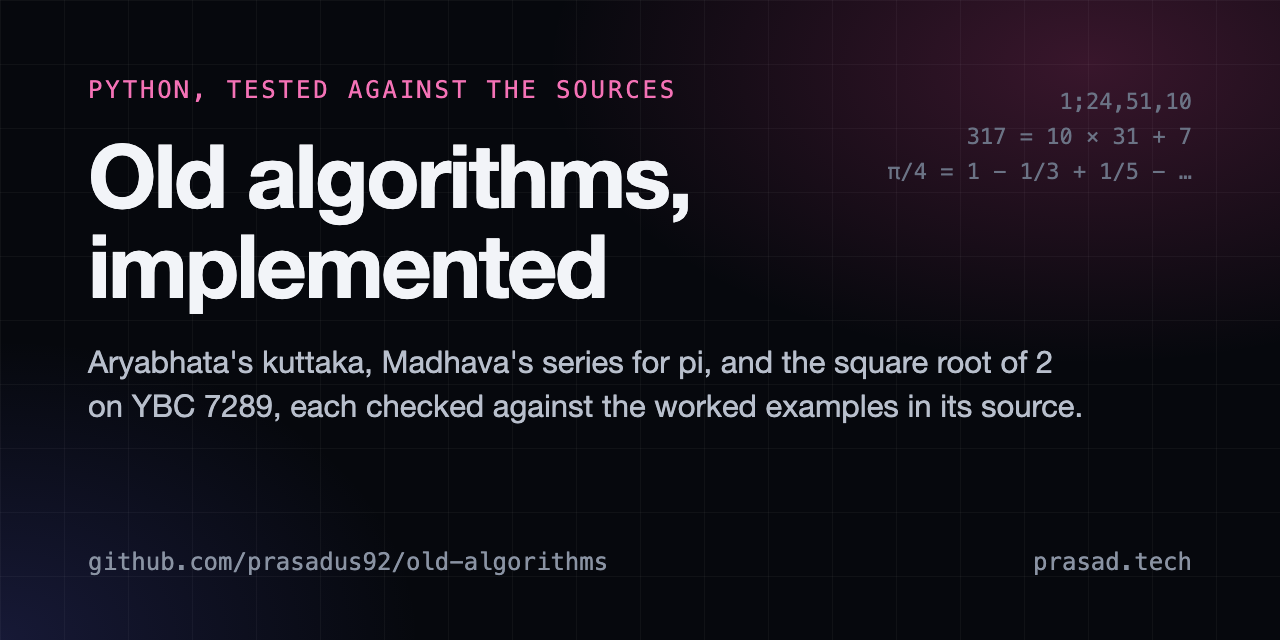 PYTHON, TESTED AGAINST THE SOURCES
1;24,51,10
317 = 10 × 31 + 7
π/4 = 1 − 1/3 + 1/5 − …
Old algorithms,
implemented
Aryabhata's kuttaka, Madhava's series for pi, and the square root of 2
on YBC 7289, each checked against the worked examples in its source.
github.com/prasadus92/old-algorithms
prasad.tech